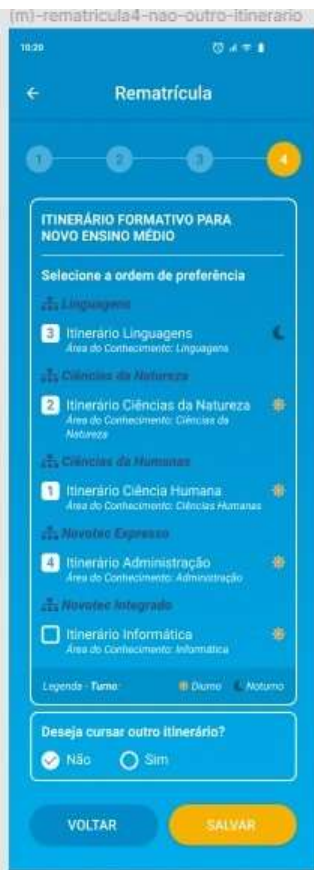 (m)-rematricula4-nao-outro-itinerario
10:20
Rematrícula
1 2 3 4
ITINERÁRIO FORMATIVO PARA
NOVO ENSINO MÉDIO
Selecione a ordem de preferência
Linguagens
3 Itinerário Linguagens
Área do Conhecimento: Linguagens
Ciências da Natureza
2 Itinerário Ciências da Natureza
Área do Conhecimento: Ciências da
Natureza
Ciências da Humanas
1 Itinerário Ciência Humana
Área do Conhecimento: Ciências Humanas
Novotec Expresso
4 Itinerário Administração
Área do Conhecimento: Administração
Novotec Integrado
Itinerário Informática
Área do Conhecimento: Informática
Legenda - Turno: Diurno Noturno
Deseja cursar outro itinerário?
Não Sim
VOLTAR SALVAR